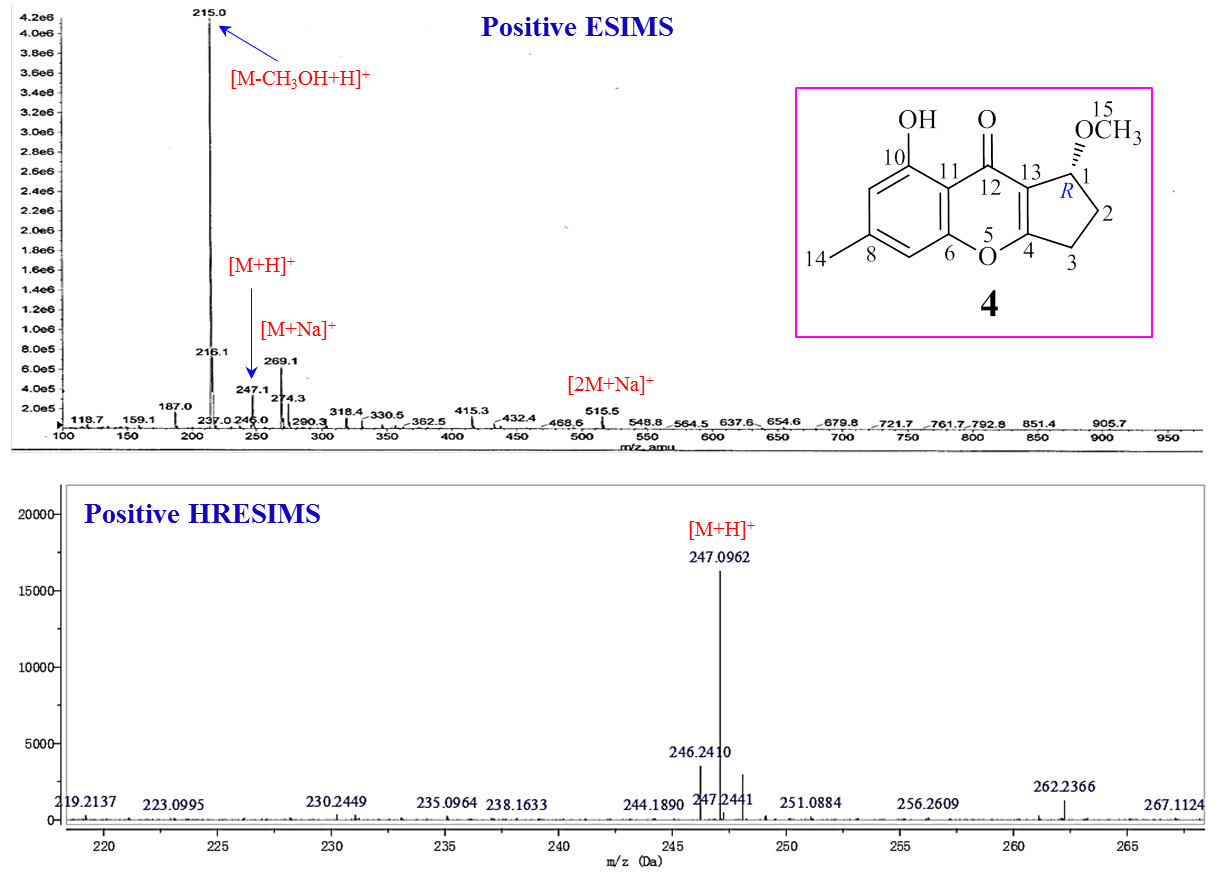 Positive ESIMS
4.2e6
4.0e6
3.8e6
3.6e6
3.4e6
3.2e6
3.0e6
2.8e6
2.6e6
2.4e6
2.2e6
2.0e6
1.8e6
1.6e6
1.4e6
1.2e6
1.0e6
8.0e5
6.0e5
4.0e5
2.0e5
215.0
[M-CH3OH+H]+
[M+H]+
[M+Na]+
[2M+Na]+
216.1
269.1
247.1
274.3
187.0
118.7
159.1
237.0
246.0
290.3
318.4
330.5
362.5
415.3
432.4
468.6
515.5
548.8
564.5
637.6
654.6
679.8
721.7
761.7
792.8
851.4
905.7
100 150 200 250 300 350 400 450 500 550 600 650 700 750 800 850 900 950
m/z, amu
OH
O
15
OCH3
10
11
12
13
1
R
2
5
14
8
6
O
4
3
4
Positive HRESIMS
[M+H]+
247.0962
20000
15000
10000
5000
0
246.2410
219.2137
223.0995
230.2449
235.0964
238.1633
244.1890
247.2441
251.0884
256.2609
262.2366
267.1124
220 225 230 235 240 245 250 255 260 265
m/z (Da)